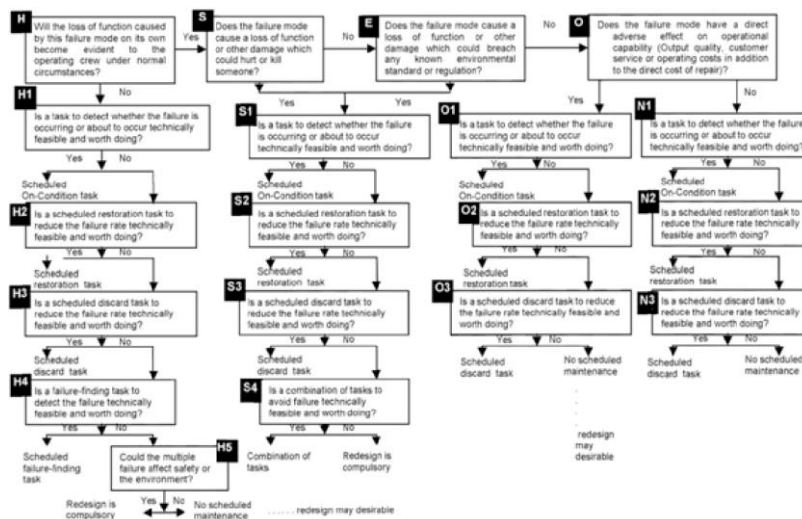 H
Will the loss of function caused
by this failure mode on its own
become evident to the
operating crew under normal
circumstances?
Yes
S
Does the failure mode cause a
loss of function or other damage which
could hurt or kill
someone?
No
E
Does the failure mode cause a
loss of function or other
damage which could breach
any known environmental
standard or regulation?
No
O
Does the failure mode have a direct
adverse effect on operational
capability (Output quality, customer
service or operating costs in addition
to the direct cost of repair)?
No
Yes
Yes
Yes
No
H1
Is a task to detect whether the failure
is occurring or about to occur technically
feasible and worth doing?
Yes No
Scheduled
On-Condition task
H2
Is a scheduled restoration task to
reduce the failure rate technically
feasible and worth doing?
Yes No
Scheduled
restoration task
H3
Is a scheduled discard task to
reduce the failure rate technically
feasible and worth doing?
Yes No
Scheduled
discard task
H4
Is a failure-finding task to
detect the failure technically
feasible and worth doing?
Yes No
Scheduled
failure-finding
task
H5
Could the multiple
failure affect safety or
the environment?
Yes No
Redesign is
compulsory
No scheduled
maintenance
. . . . . . redesign may desirable
S1
Is a task to detect whether the failure
is occurring or about to occur
technically feasible and worth doing?
Yes No
Scheduled
On-Condition task
S2
Is a scheduled restoration task to
reduce the failure rate technically
feasible and worth doing?
Yes No
Scheduled
restoration task
S3
Is a scheduled discard task to
reduce the failure rate technically
feasible and worth doing?
Yes No
Scheduled
discard task
S4
Is a combination of tasks to
avoid failure technically
feasible and worth doing?
Yes No
Combination of
tasks
Redesign is
compulsory
O1
Is a task to detect whether the failure
is occurring or about to occur
technically feasible and worth doing?
Yes No
Scheduled
On-Condition task
O2
Is a scheduled restoration task to
reduce the failure rate technically
feasible and worth doing?
Yes No
Scheduled
restoration task
O3
Is a scheduled discard task to reduce
the failure rate technically feasible and
worth doing?
Yes No
Scheduled
discard task
No scheduled
maintenance
redesign
may
desirable
N1
Is a task to detect whether the failure
is occurring or about to occur
technically feasible and worth doing?
Yes No
Scheduled
On-Condition task
N2
Is a scheduled restoration task to
reduce the failure rate technically
feasible and worth doing?
Yes No
Scheduled
restoration task
N3
Is a scheduled discard task to
reduce the failure rate technically
feasible and worth doing?
Yes No
Scheduled
discard task
No scheduled
maintenance